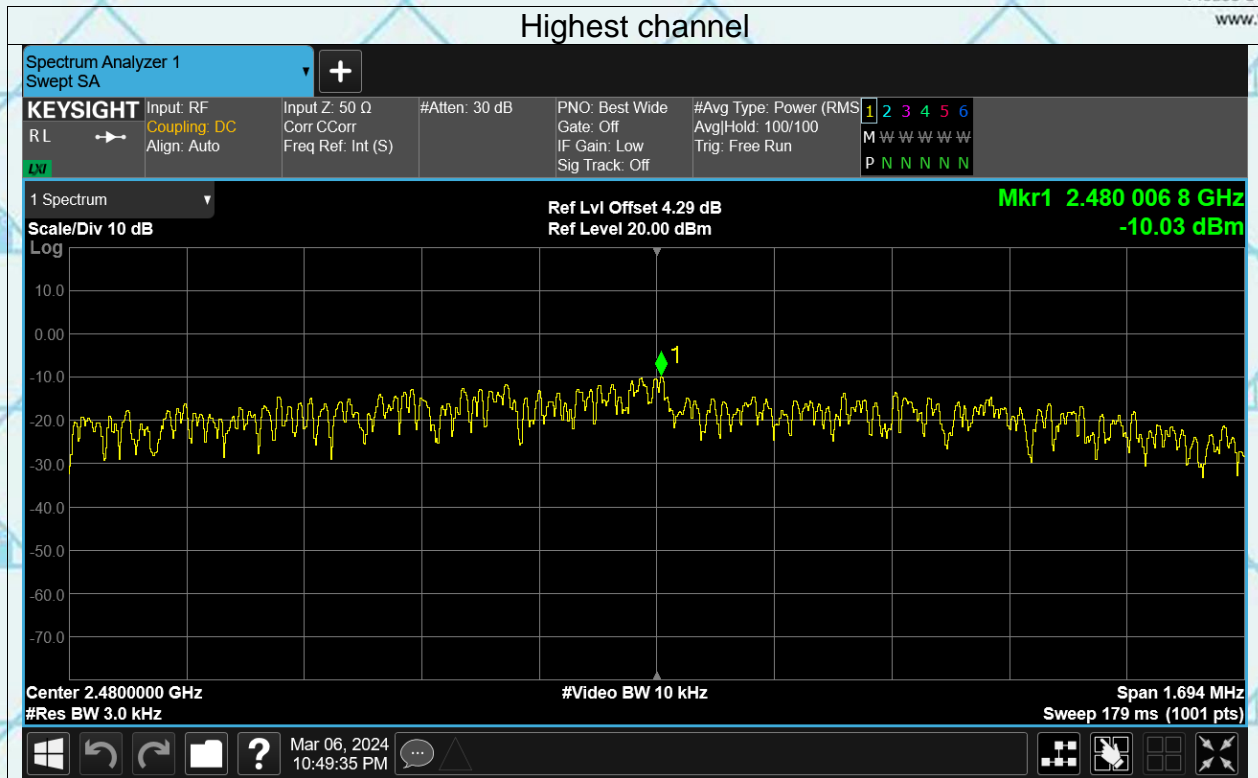 www.
Highest channel
Spectrum Analyzer 1
Swept SA
KEYSIGHT
R L
LXI
Input: RF
Coupling: DC
Align: Auto
Input Z: 50 Ω
Corr CCorr
Freq Ref: Int (S)
#Atten: 30 dB
PNO: Best Wide
Gate: Off
IF Gain: Low
Sig Track: Off
#Avg Type: Power (RMS
Avg|Hold: 100/100
Trig: Free Run
1 2 3 4 5 6
M W W W W W
P N N N N N
1 Spectrum
Scale/Div 10 dB
Log
Ref Lvl Offset 4.29 dB
Ref Level 20.00 dBm
Mkr1 2.480 006 8 GHz
-10.03 dBm
10.0
0.00
1
-10.0
-20.0
-30.0
-40.0
-50.0
-60.0
-70.0
Center 2.4800000 GHz
#Res BW 3.0 kHz
#Video BW 10 kHz
Span 1.694 MHz
Sweep 179 ms (1001 pts)
?
Mar 06, 2024
10:49:35 PM